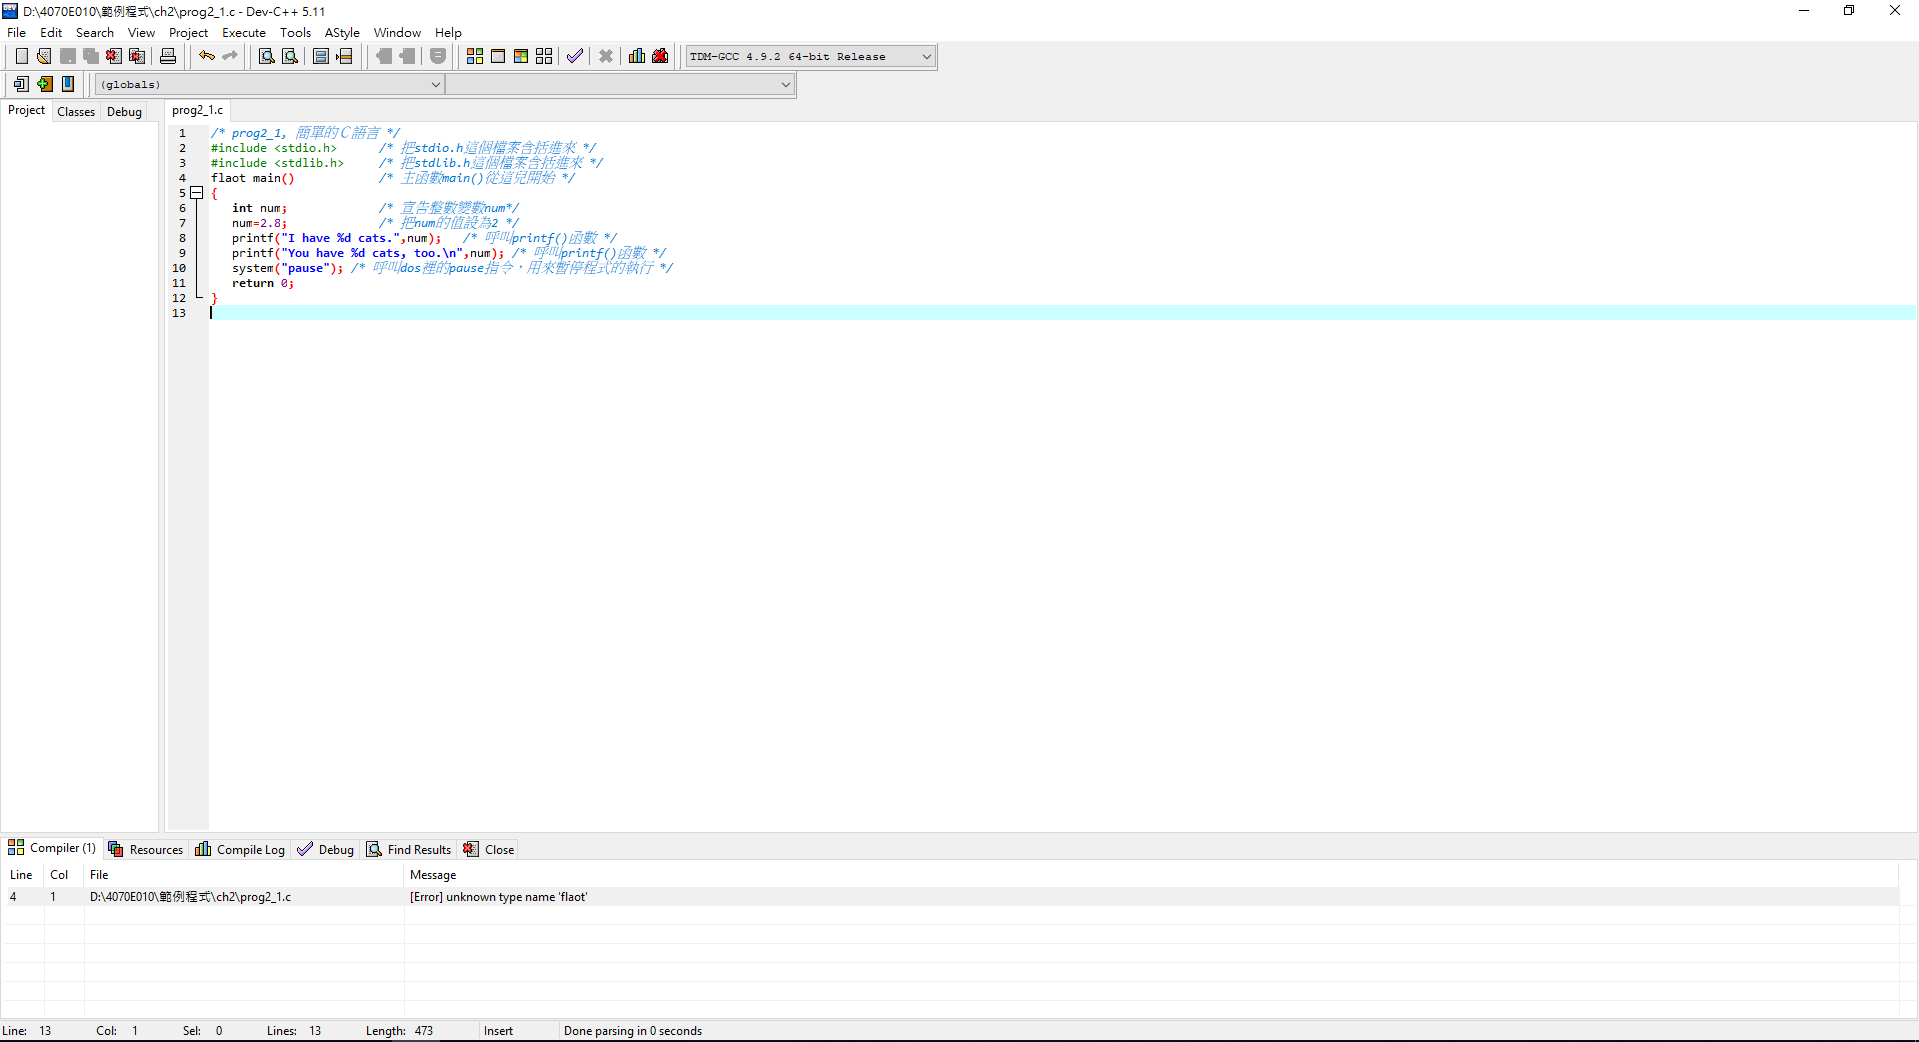 D:\4070E010\範例程式\ch2\prog2_1.c - Dev-C++ 5.11
File Edit Search View Project Execute Tools AStyle Window Help
TDM-GCC 4.9.2 64-bit Release
(globals)
Project Classes Debug prog2_1.c
1 /* prog2_1, 簡單的Ｃ語言 */
2 #include <stdio.h> /* 把stdio.h這個檔案含括進來 */
3 #include <stdlib.h> /* 把stdlib.h這個檔案含括進來 */
4 flaot main() /* 主函數main()從這兒開始 */
5 {
6 int num; /* 宣告整數變數num*/
7 num=2.8; /* 把num的值設為2 */
8 printf("I have %d cats.",num); /* 呼叫printf()函數 */
9 printf("You have %d cats, too.\n",num); /* 呼叫printf()函數 */
10 system("pause"); /* 呼叫dos裡的pause指令，用來暫停程式的執行 */
11 return 0;
12 }
13
Compiler (1) Resources Compile Log Debug Find Results Close
Line Col File Message
4 1 D:\4070E010\範例程式\ch2\prog2_1.c [Error] unknown type name 'flaot'
Line: 13 Col: 1 Sel: 0 Lines: 13 Length: 473 Insert Done parsing in 0 seconds